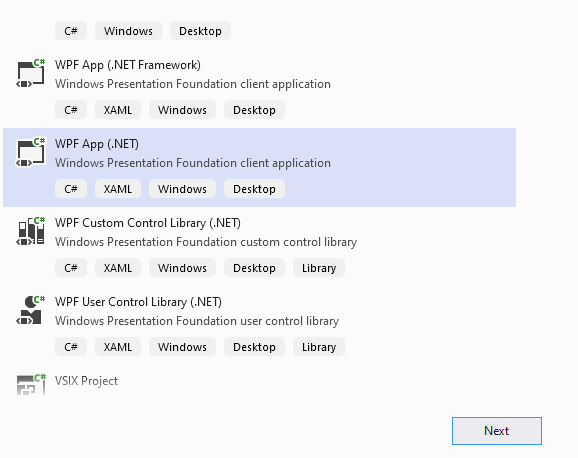 C# Windows Desktop
C#
WPF App (.NET Framework)
Windows Presentation Foundation client application
C# XAML Windows Desktop
C#
WPF App (.NET)
Windows Presentation Foundation client application
C# XAML Windows Desktop
C#
WPF Custom Control Library (.NET)
Windows Presentation Foundation custom control library
C# XAML Windows Desktop Library
C#
WPF User Control Library (.NET)
Windows Presentation Foundation user control library
C# XAML Windows Desktop Library
C#
VSIX Project
Next